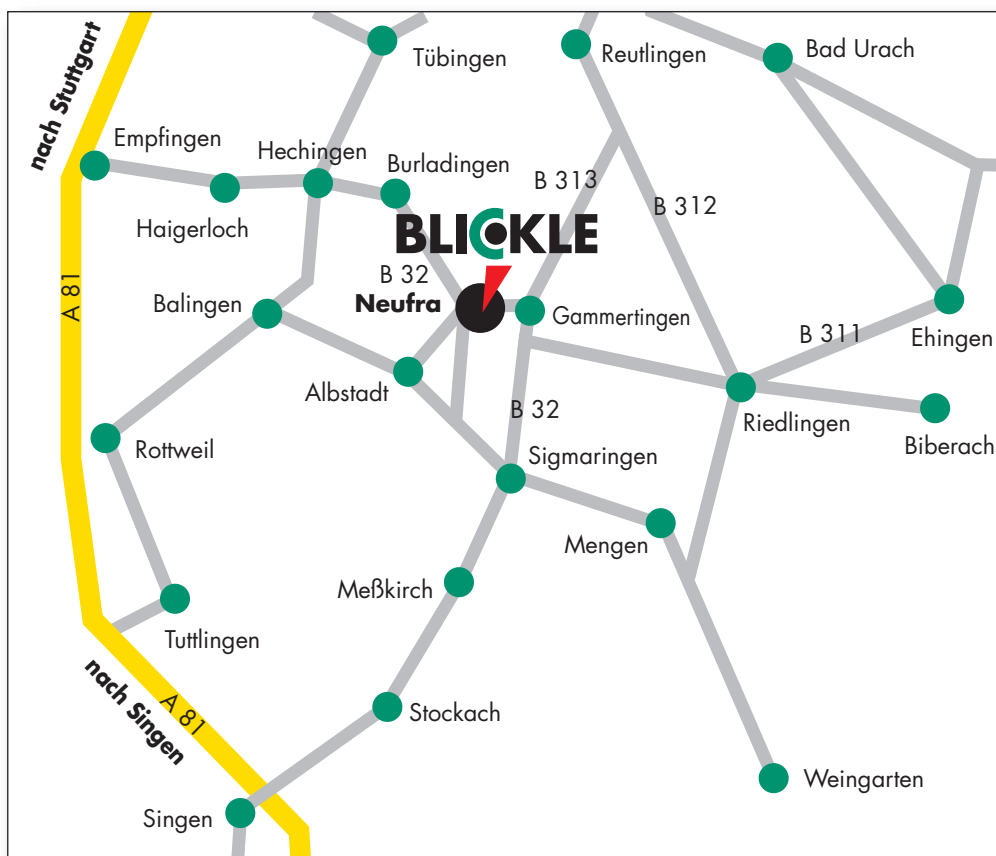 nach Stuttgart
Tübingen
Reutlingen
Bad Urach
Empfingen
Hechingen
Burladingen
B 313
B 312
Haigerloch
BLICKLE
A 81
Balingen
B 32
Neufra
Gammertingen
B 311
Ehingen
Albstadt
B 32
Riedlingen
Biberach
Rottweil
Sigmaringen
Mengen
Meßkirch
Tuttlingen
nach Singen
A 81
Stockach
Weingarten
Singen